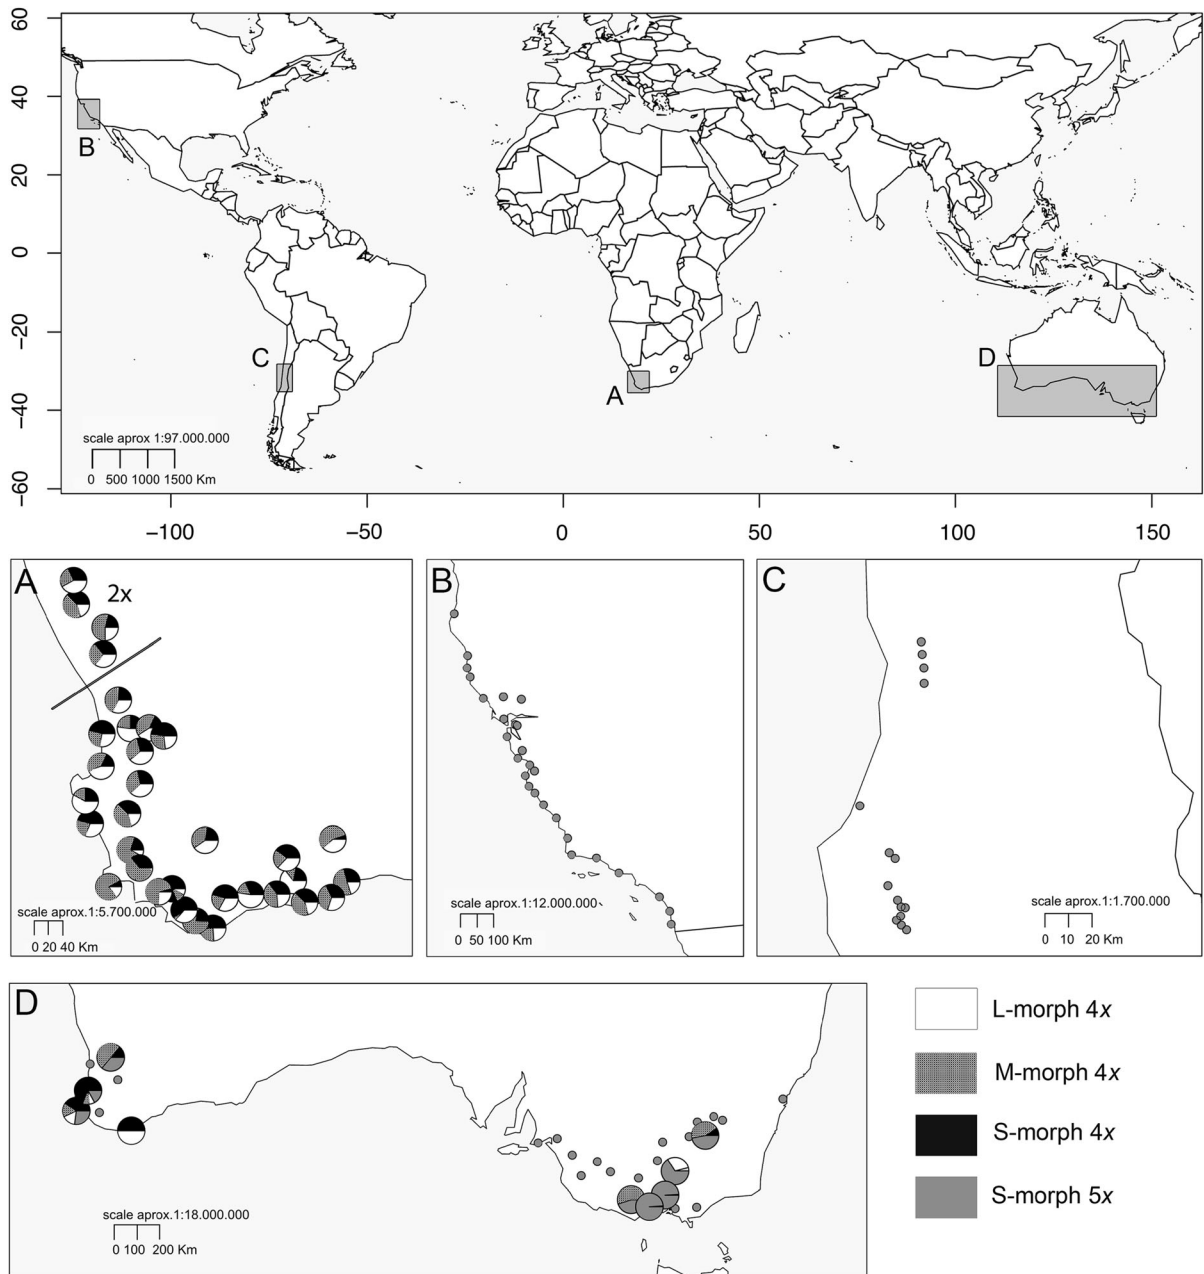 60
40
20
0
−20
−40
−60
B
C
A
D
scale aprox 1:97.000.000
0 500 1000 1500 Km
−100 −50 0 50 100 150
A
2x
scale aprox.1:5.700.000
0 20 40 Km
B
scale aprox.1:12.000.000
0 50 100 Km
C
scale aprox.1:1.700.000
0 10 20 Km
D
scale aprox.1:18.000.000
0 100 200 Km
L-morph 4x
M-morph 4x
S-morph 4x
S-morph 5x